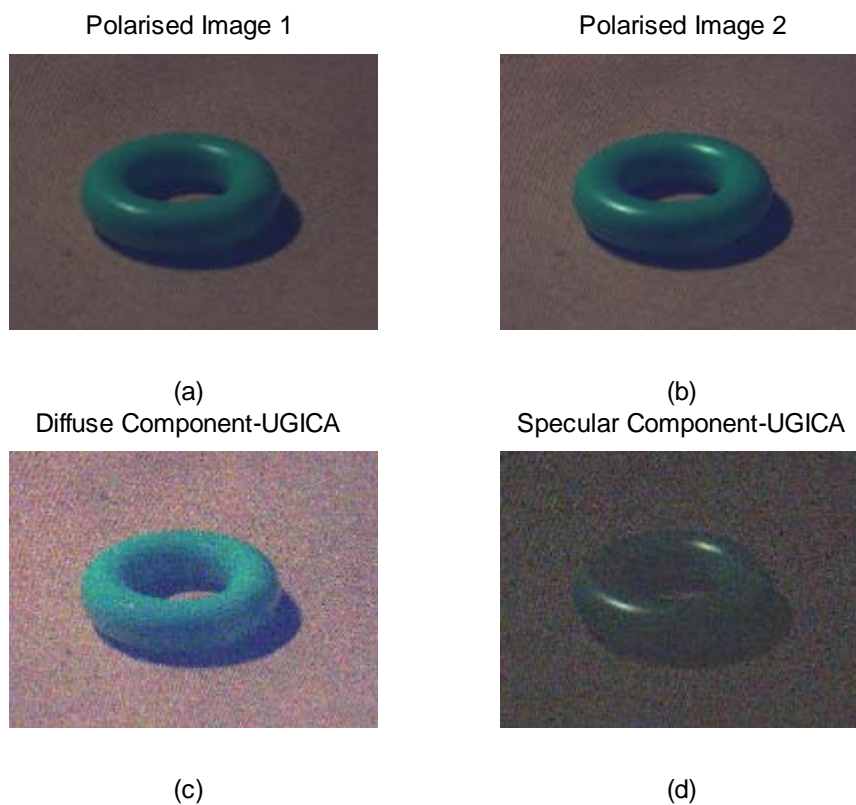 Polarised Image 1
Polarised Image 2
(a)
(b)
Diffuse Component-UGICA
Specular Component-UGICA
(c)
(d)